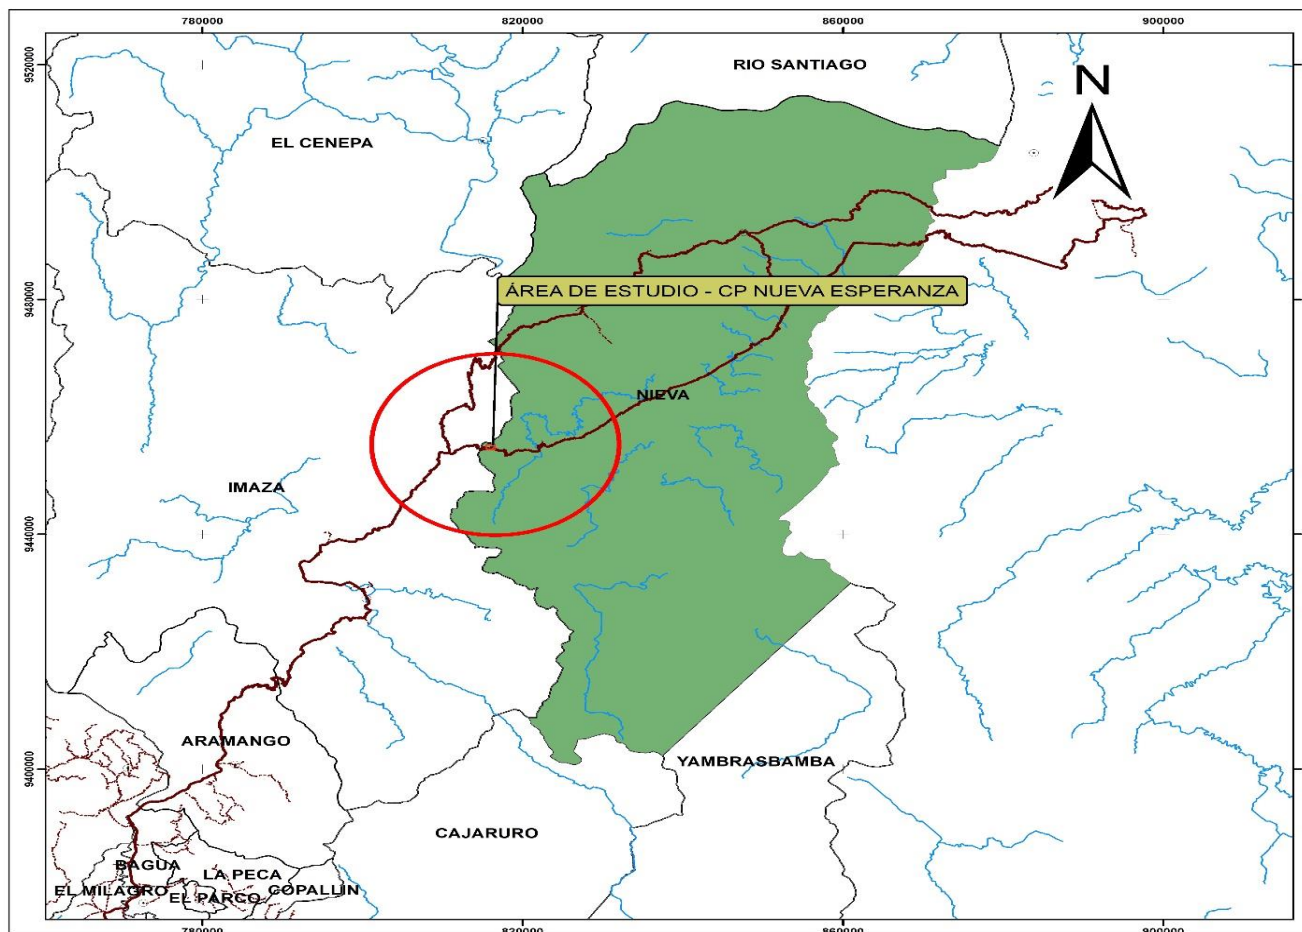 780000
820000
860000
900000
9520000
RIO SANTIAGO
N
EL CENEPA
9480000
ÁREA DE ESTUDIO - CP NUEVA ESPERANZA
NIEVA
IMAZA
9440000
ARAMANGO
YAMBRASBAMBA
9400000
CAJARURO
BAGUA
LA PECA
EL MILAGRO
EL PARCO
COPALLIN
780000
820000
860000
900000